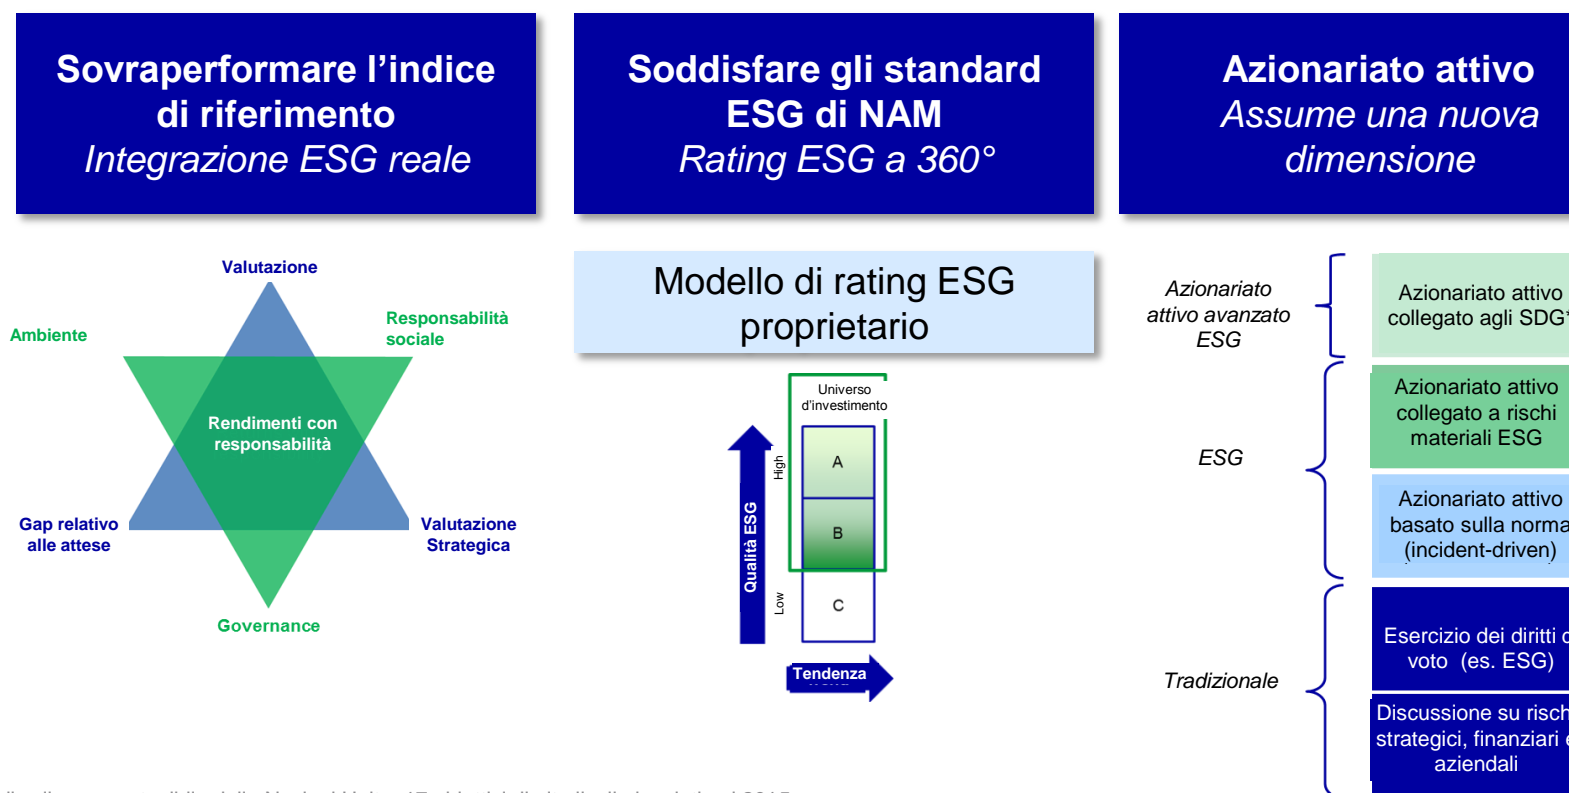 Sovraperformare l’indice
di riferimento
Integrazione ESG reale
Soddisfare gli standard
ESG di NAM
Rating ESG a 360°
Azionariato attivo
Assume una nuova
dimensione
Valutazione
Ambiente
Responsabilità
sociale
Rendimenti con
responsabilità
Gap relativo
alle attese
Valutazione
Strategica
Governance
Modello di rating ESG
proprietario
Universo
d’investimento
High
A
Qualità ESG
B
Low
C
Tendenza
Azionariato
attivo avanzato
ESG
Azionariato attivo
collegato agli SDG*
ESG
Azionariato attivo
collegato a rischi
materiali ESG
Azionariato attivo
basato sulla norma
(incident-driven)
Tradizionale
Esercizio dei diritti
voto (es. ESG)
Discussione su
strategici, finanziari
aziendali